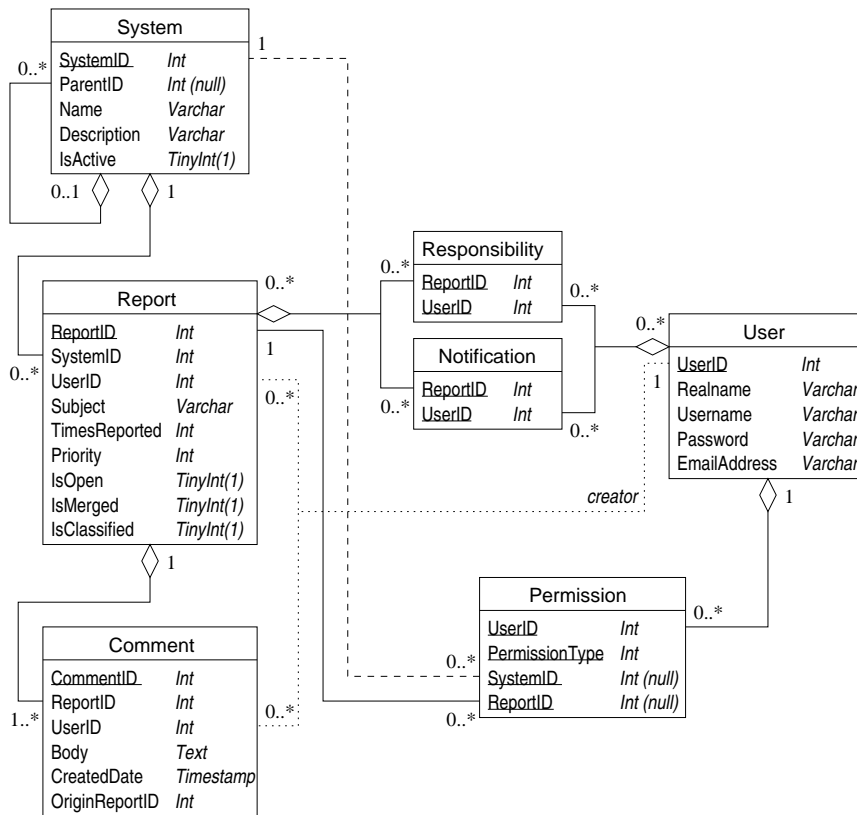 System
SystemID Int
ParentID Int (null)
Name Varchar
Description Varchar
IsActive TinyInt(1)
1
0..*
0..1
1
Responsibility
ReportID Int
UserID Int
0..*
0..*
0..*
Report
ReportID Int
SystemID Int
UserID Int
Subject Varchar
TimesReported Int
Priority Int
IsOpen TinyInt(1)
IsMerged TinyInt(1)
IsClassified TinyInt(1)
1
0..*
0..*
Notification
ReportID Int
UserID Int
0..*
0..*
0..*
User
UserID Int
Realname Varchar
Username Varchar
Password Varchar
EmailAddress Varchar
1
1
creator
1
Permission
UserID Int
PermissionType Int
SystemID Int (null)
ReportID Int (null)
0..*
0..*
0..*
Comment
CommentID Int
ReportID Int
UserID Int
Body Text
CreatedDate Timestamp
OriginReportID Int
1..*
0..*